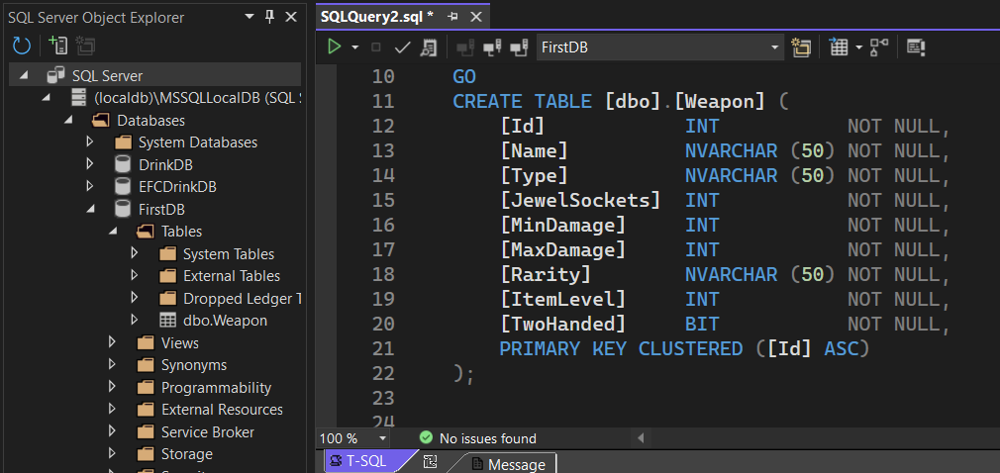 SQL Server Object Explorer
SQL Server
(localdb)\MSSQLLocalDB (SQL S
Databases
System Databases
DrinkDB
EFCDrinkDB
FirstDB
Tables
System Tables
External Tables
Dropped Ledger T
dbo.Weapon
Views
Synonyms
Programmability
External Resources
Service Broker
Storage
SQLQuery2.sql *
FirstDB
10 GO
11 CREATE TABLE [dbo].[Weapon] (
12 [Id] INT NOT NULL,
13 [Name] NVARCHAR (50) NOT NULL,
14 [Type] NVARCHAR (50) NOT NULL,
15 [JewelSockets] INT NOT NULL,
16 [MinDamage] INT NOT NULL,
17 [MaxDamage] INT NOT NULL,
18 [Rarity] NVARCHAR (50) NOT NULL,
19 [ItemLevel] INT NOT NULL,
20 [TwoHanded] BIT NOT NULL,
21 PRIMARY KEY CLUSTERED ([Id] ASC)
22 );
23
24
100 % No issues found
T-SQL Message